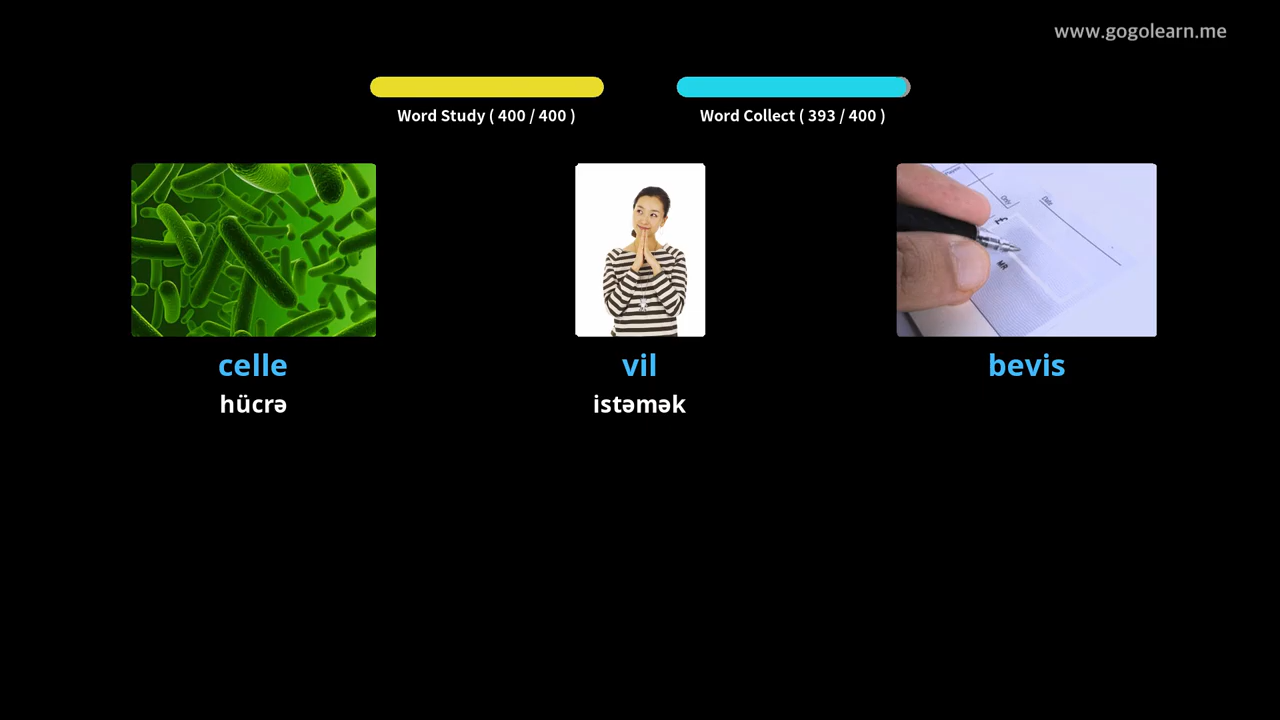 www.gogolearn.me
Word Study ( 400 / 400 )
Word Collect ( 393 / 400 )
celle
vil
bevis
hücrə
istəmək